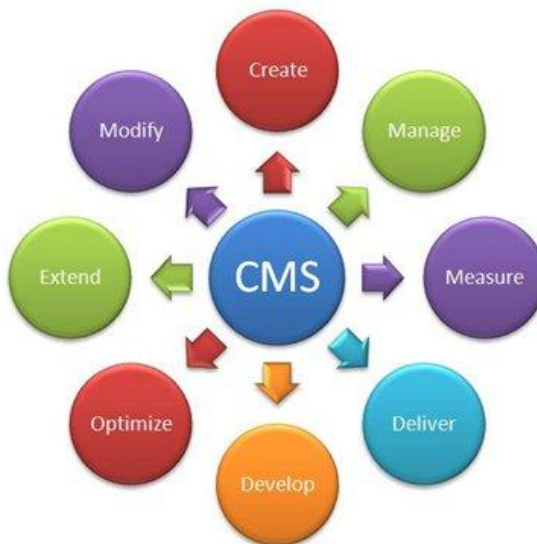 Create
Manage
Measure
Deliver
Develop
Optimize
Extend
Modify
CMS